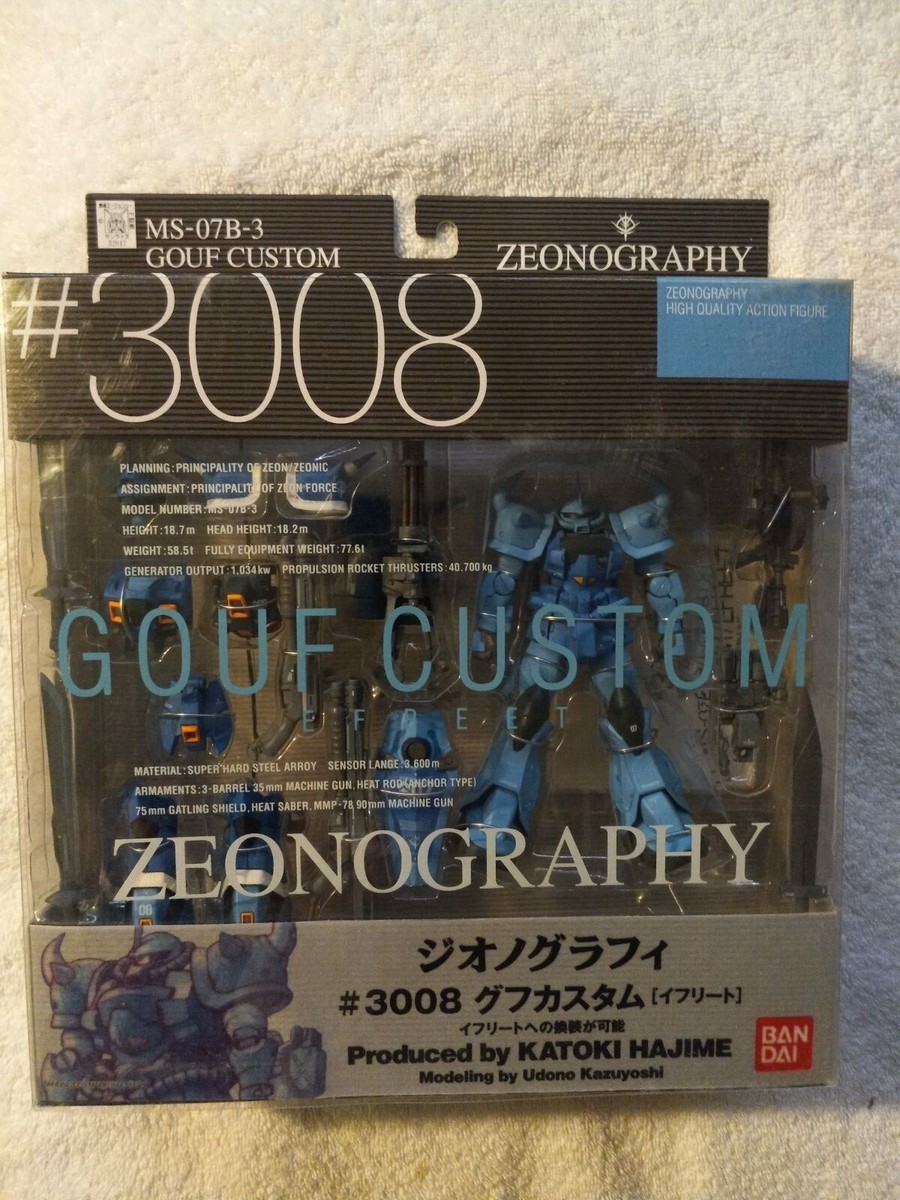 MS-07B-3
GOUF CUSTOM
ZEONOGRAPHY
#3008
ZEONOGRAPHY
HIGH QUALITY ACTION FIGURE
PLANNING:PRINCIPALITY OF ZEON/ZEONIC
ASSIGNMENT:PRINCIPALITY OF ZEON FORCE
MODEL NUMBER:MS-07B-3
HEIGHT:18.7m HEAD HEIGHT:18.2m
WEIGHT:58.5t FULLY EQUIPMENT WEIGHT:77.6t
GENERATOR OUTPUT:1,034kw PROPULSION ROCKET THRUSTERS:40.700kg
GOUF CUSTOM
EFREET
07
MATERIAL:SUPER HARD STEEL ARROY SENSOR LANGE:3,600m
ARMAMENTS:3-BARREL 35mm MACHINE GUN, HEAT ROD(ANCHOR TYPE)
75mm GATLING SHIELD, HEAT SABER, MMP-78 90mm MACHINE GUN
ZEONOGRAPHY
08
ジオノグラフィ
#3008 グフカスタム[イフリート]
イフリートへの換装が可能
Produced by KATOKI HAJIME
Modeling by Udono Kazuyoshi
BAN
DAI